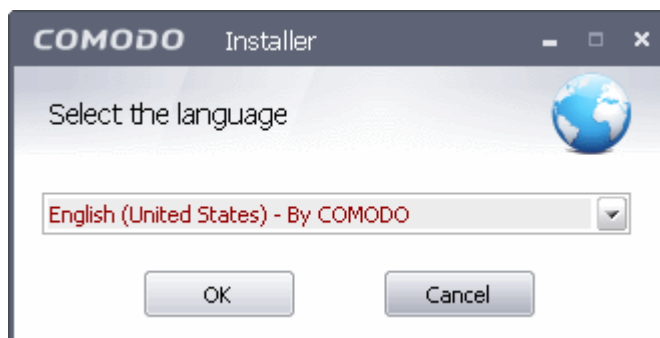 COMODO Installer
Select the language
English (United States) - By COMODO
OK Cancel